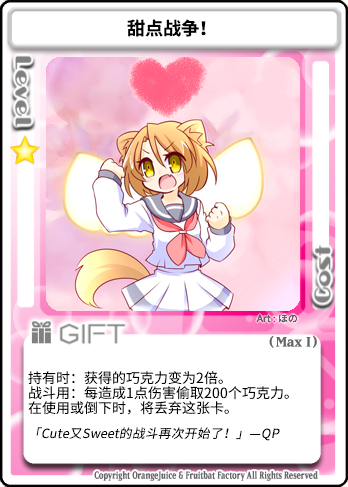 甜点战争！
Level
Cost
Art : ほの
GIFT
(Max 1)
持有时：获得的巧克力变为2倍。
战斗用：每造成1点伤害偷取200个巧克力。
在使用或倒下时，将丢弃这张卡。
「Cute又Sweet的战斗再次开始了！」—QP
Copyright OrangeJuice & Fruitbat Factory All Rights Reserved